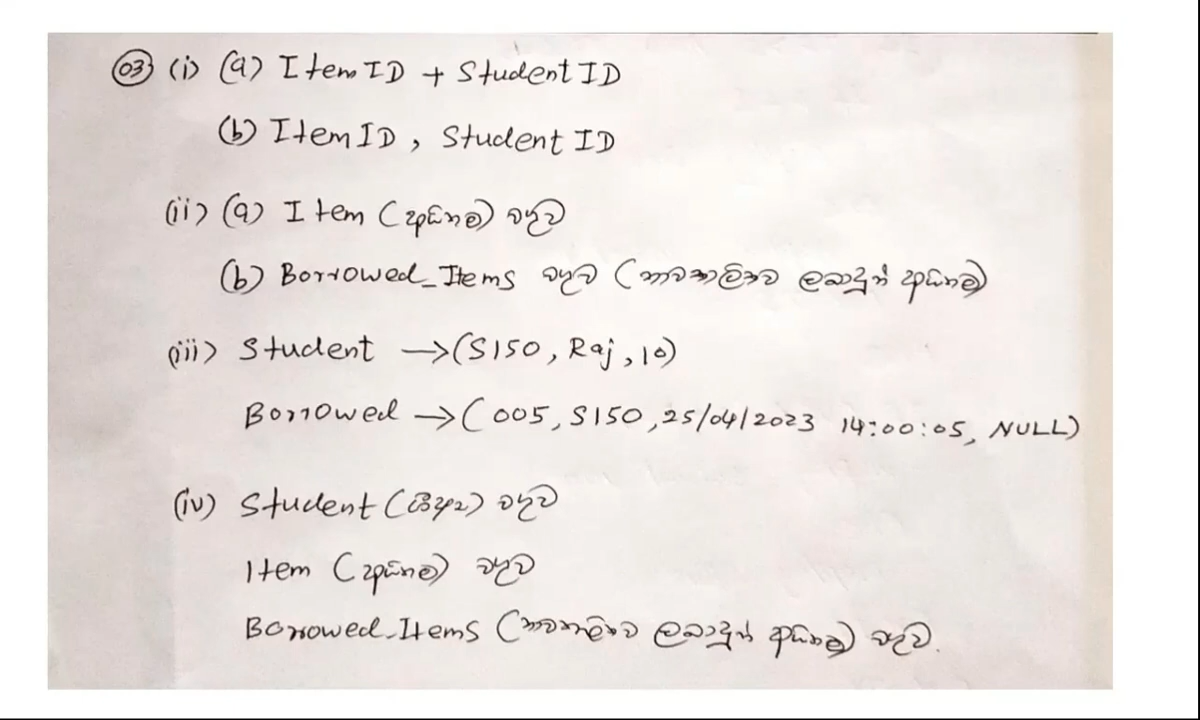 03 (i) (a) Item ID + Student ID
(b) Item ID, Student ID
(ii) (a) Item (අයිතම) වගුව
(b) Borrowed_Items වගුව (තාවකාලිකව ලබාදුන් අයිතම)
(iii) Student →(S150, Raj, 10)
Borrowed →(005, S150, 25/04/2023 14:00:05, NULL)
(iv) Student (සිසු) වගුව
Item (අයිතම) වගුව
Borrowed_Items (තාවකාලිකව ලබාදුන් අයිතම) වගුව.